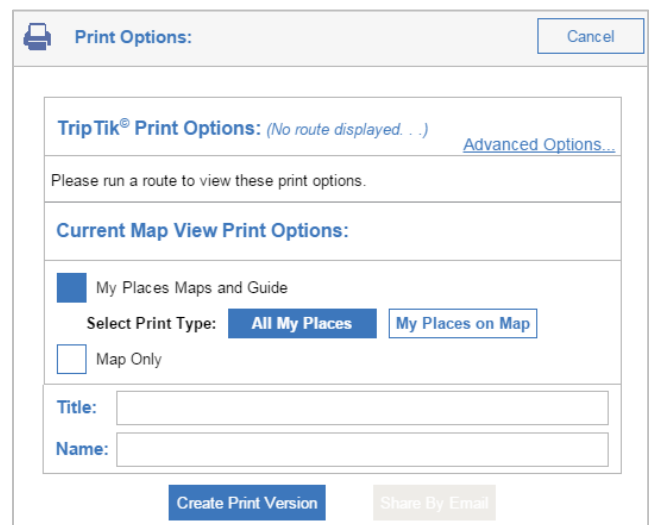 Print Options:
Cancel
TripTik© Print Options: (No route displayed. . .)
Advanced Options...
Please run a route to view these print options.
Current Map View Print Options:
My Places Maps and Guide
Select Print Type: All My Places My Places on Map
Map Only
Title:
Name:
Create Print Version Share By Email